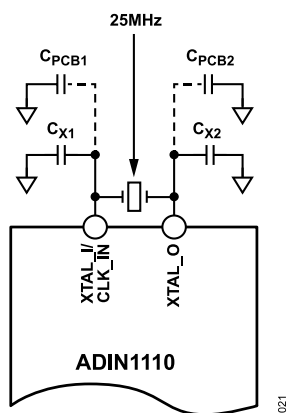 25MHz
CPCB1
CPCB2
CX1
CX2
XTAL_I/
CLK_IN
XTAL_O
ADIN1110
021